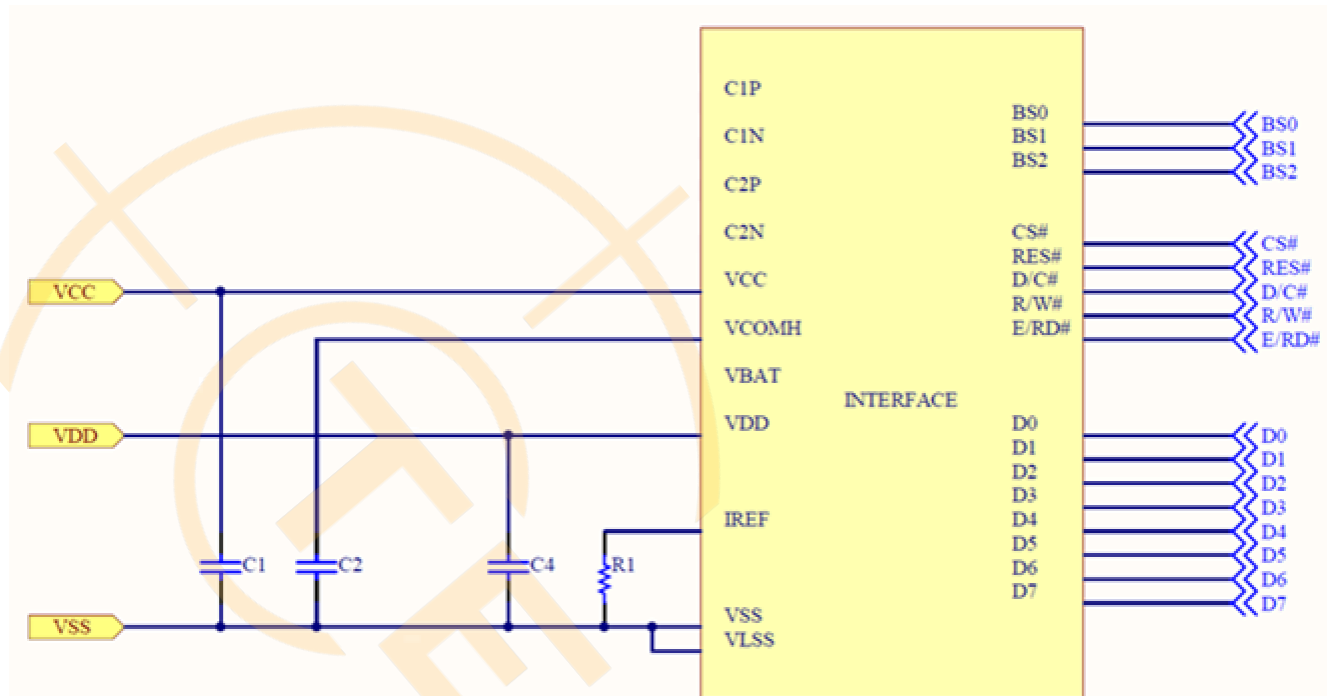 C1P
C1N
C2P
C2N
VCC
VCOMH
VBAT
VDD
IREF
VSS
VLSS
INTERFACE
BS0
BS1
BS2
CS#
RES#
D/C#
R/W#
E/RD#
D0
D1
D2
D3
D4
D5
D6
D7
BS0
BS1
BS2
CS#
RES#
D/C#
R/W#
E/RD#
D0
D1
D2
D3
D4
D5
D6
D7
VCC
VDD
VSS
C1
C2
C4
R1